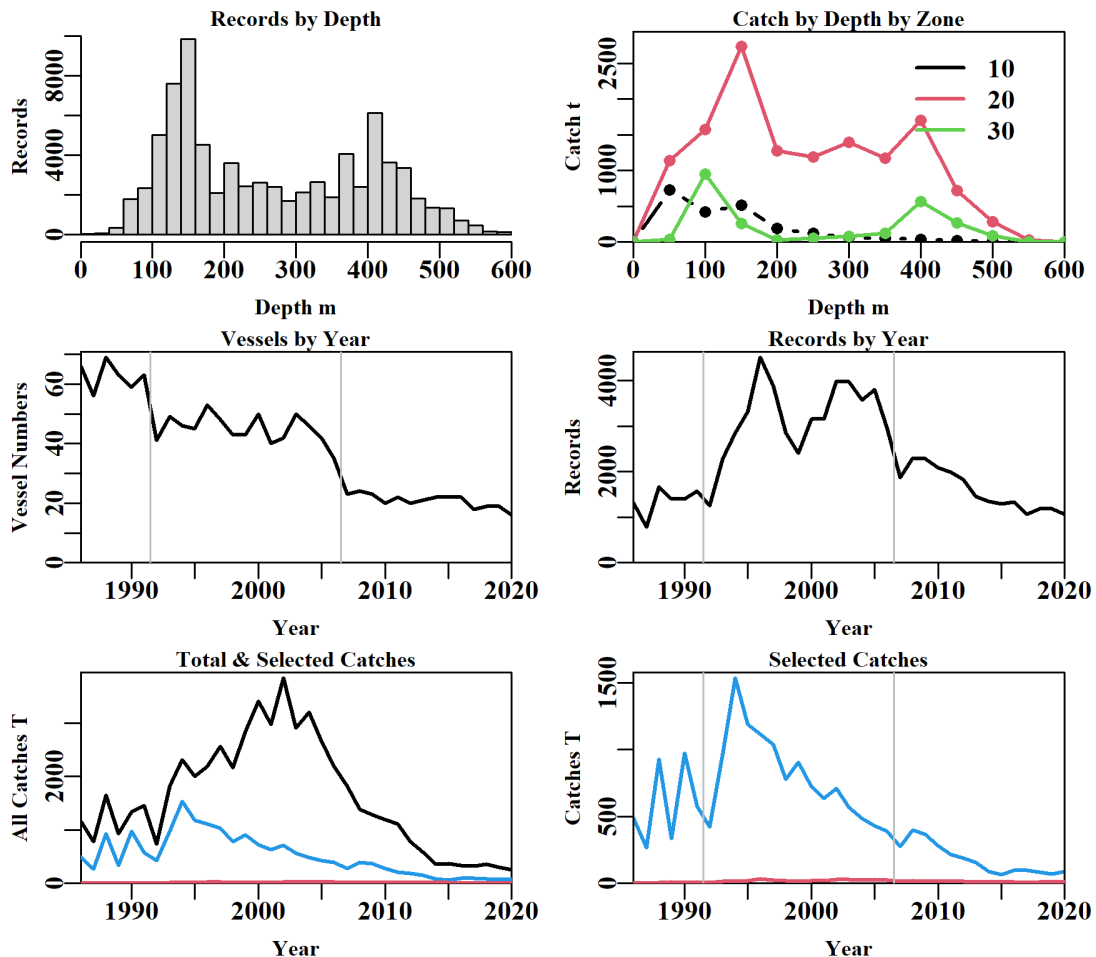 Records by Depth
Records
0
4000
8000
0 100 200 300 400 500 600
Depth m
Catch by Depth by Zone
Catch t
0
1000
2500
10
20
30
0 100 200 300 400 500 600
Depth m
Vessels by Year
Vessel Numbers
0
20
40
60
1990 2000 2010 2020
Year
Records by Year
Records
0
2000
4000
1990 2000 2010 2020
Year
Total & Selected Catches
All Catches T
0
2000
1990 2000 2010 2020
Year
Selected Catches
Catches T
0
500
1500
1990 2000 2010 2020
Year